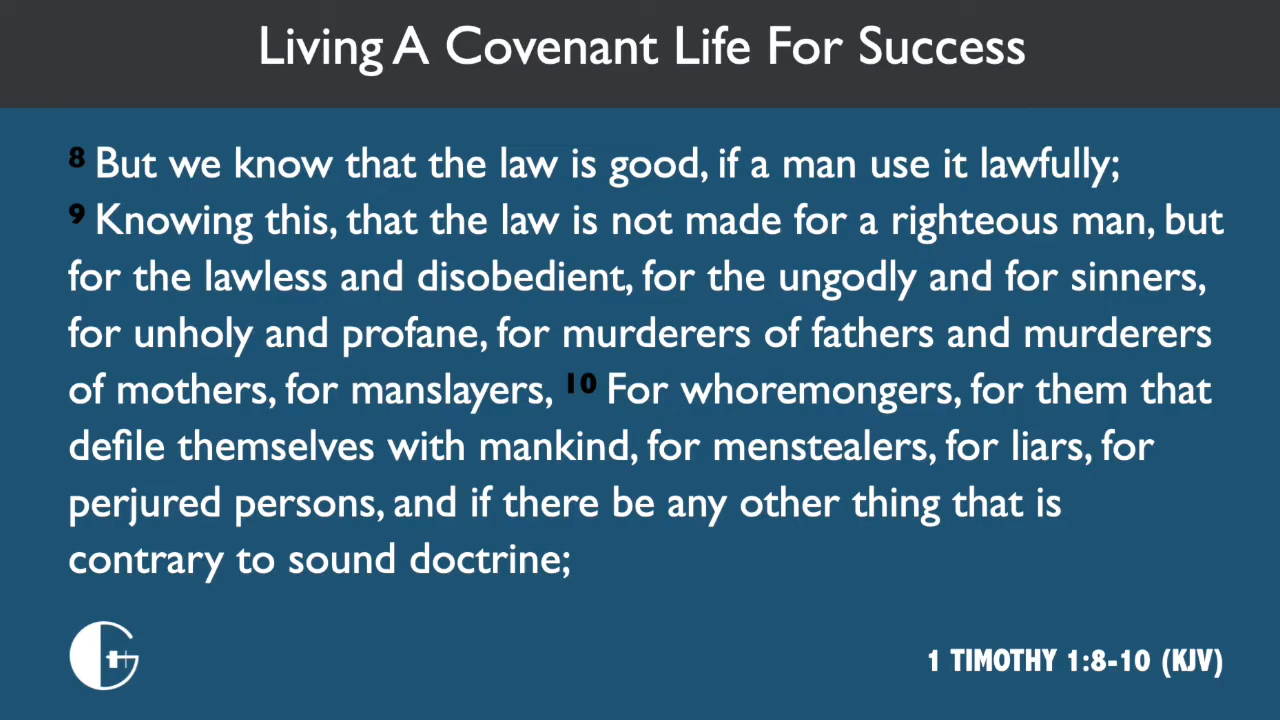 Living A Covenant Life For Success
8 But we know that the law is good, if a man use it lawfully;
9 Knowing this, that the law is not made for a righteous man, but
for the lawless and disobedient, for the ungodly and for sinners,
for unholy and profane, for murderers of fathers and murderers
of mothers, for manslayers, 10 For whoremongers, for them that
defile themselves with mankind, for menstealers, for liars, for
perjured persons, and if there be any other thing that is
contrary to sound doctrine;
1 TIMOTHY 1:8-10 (KJV)